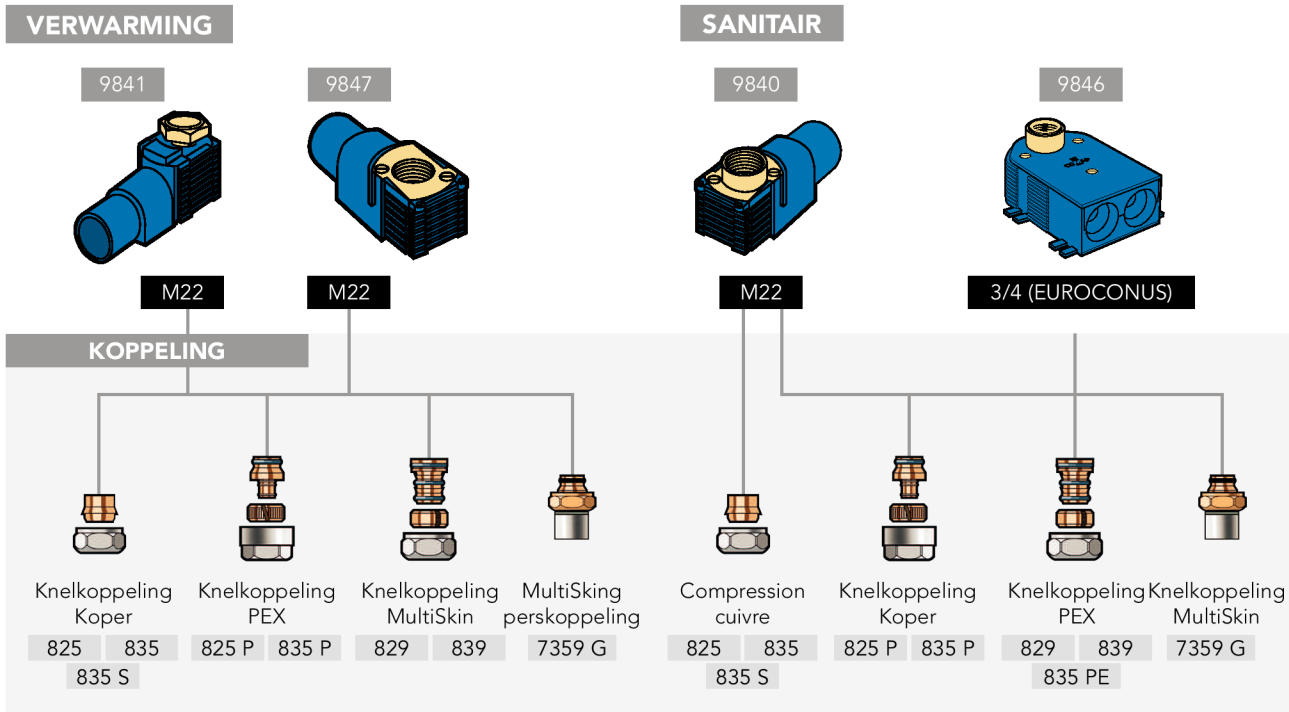 VERWARMING
SANITAIR
9841
9847
9840
9846
M22
M22
M22
3/4 (EUROCONUS)
KOPPELING
Knelkoppeling
Koper
825 835
835 S
Knelkoppeling
PEX
825 P 835 P
Knelkoppeling
MultiSkin
829 839
MultiSking
perskoppeling
7359 G
Compression
cuivre
825 835
835 S
Knelkoppeling
Koper
825 P 835 P
Knelkoppeling
PEX
829 839
835 PE
Knelkoppeling
MultiSkin
7359 G